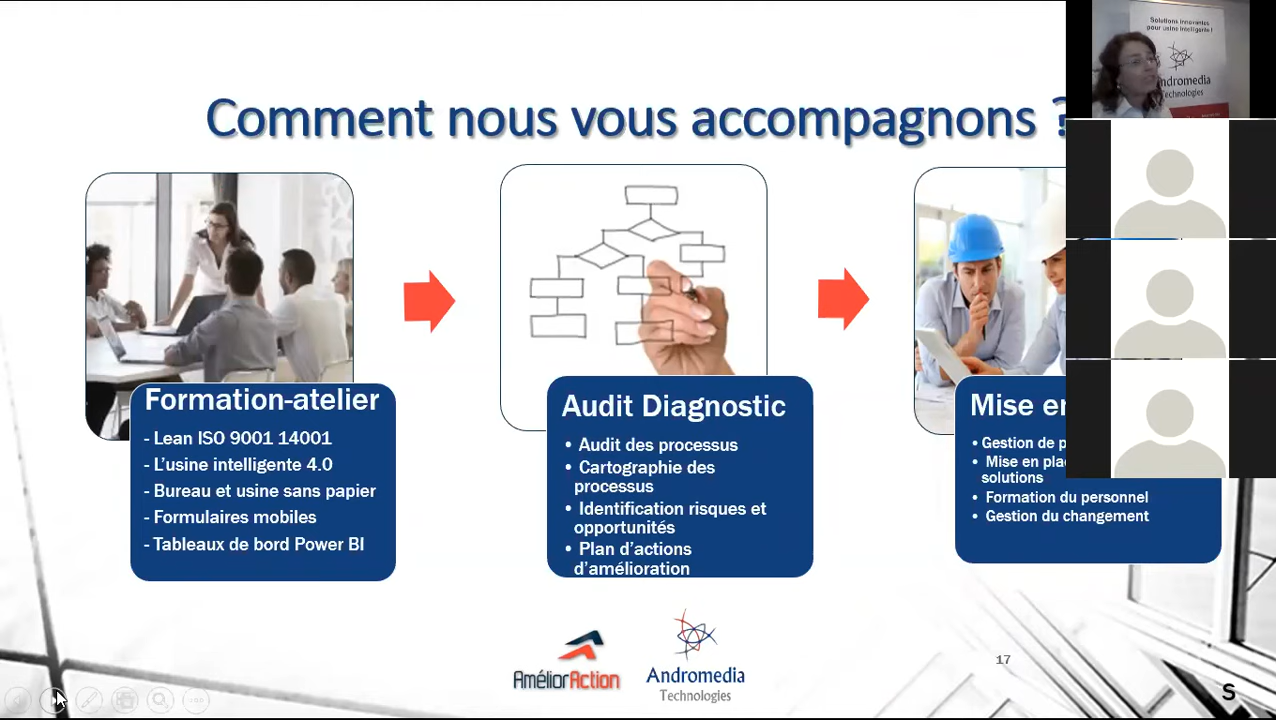 Solutions innovantes
pour usine intelligente !
Andromedia
Technologies
Comment nous vous accompagnons ?
Formation-atelier
- Lean ISO 9001 14001
- L'usine intelligente 4.0
- Bureau et usine sans papier
- Formulaires mobiles
- Tableaux de bord Power BI
Audit Diagnostic
• Audit des processus
• Cartographie des
processus
• Identification risques et
opportunités
• Plan d'actions
d'amélioration
Mise
• Gestion de
• Mise en
solutions
• Formation du personnel
• Gestion du changement
AméliorAction
Andromedia
Technologies
17
S